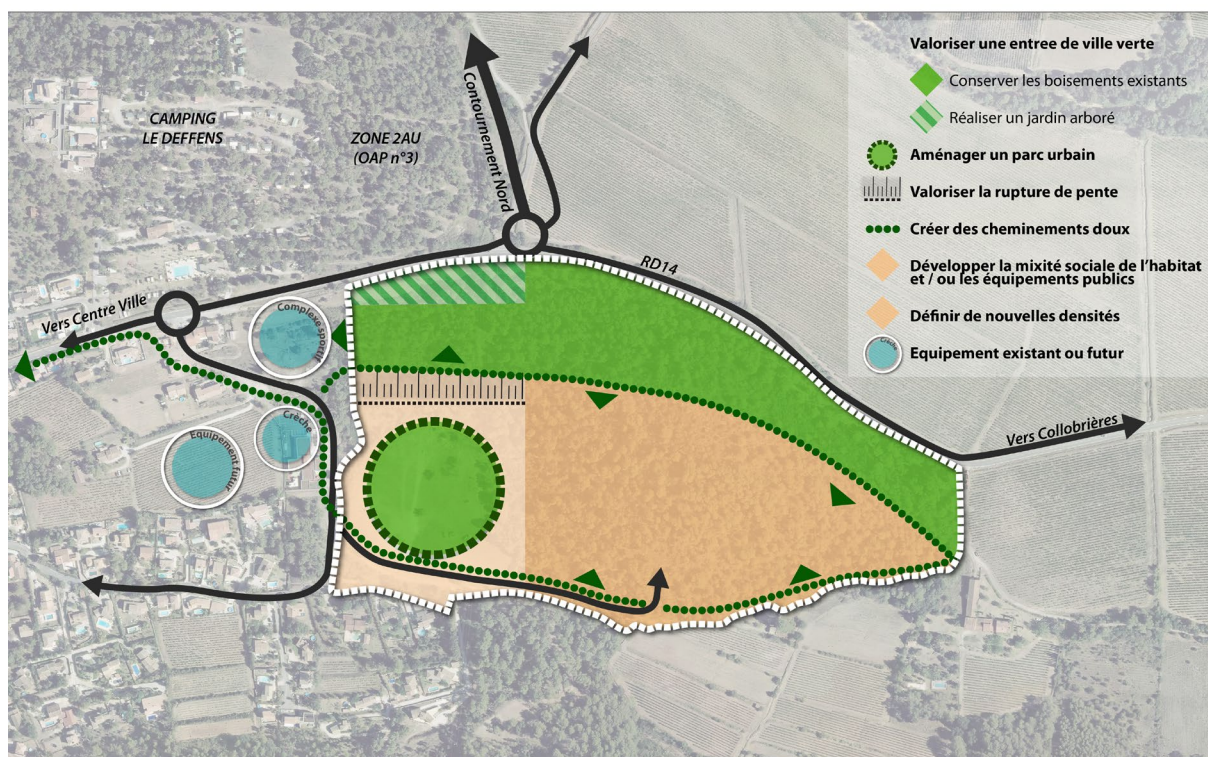 Valoriser une entree de ville verte
Conserver les boisements existants
Réaliser un jardin arboré
Aménager un parc urbain
Valoriser la rupture de pente
Créer des cheminements doux
Développer la mixité sociale de l'habitat
et / ou les équipements publics
Définir de nouvelles densités
Crèche
Equipement existant ou futur
CAMPING
LE DEFFENS
ZONE 2AU
(OAP n°3)
Contournement Nord
RD14
Vers Centre Ville
Complexe sportif
Crèche
Equipement futur
Vers Collobrières